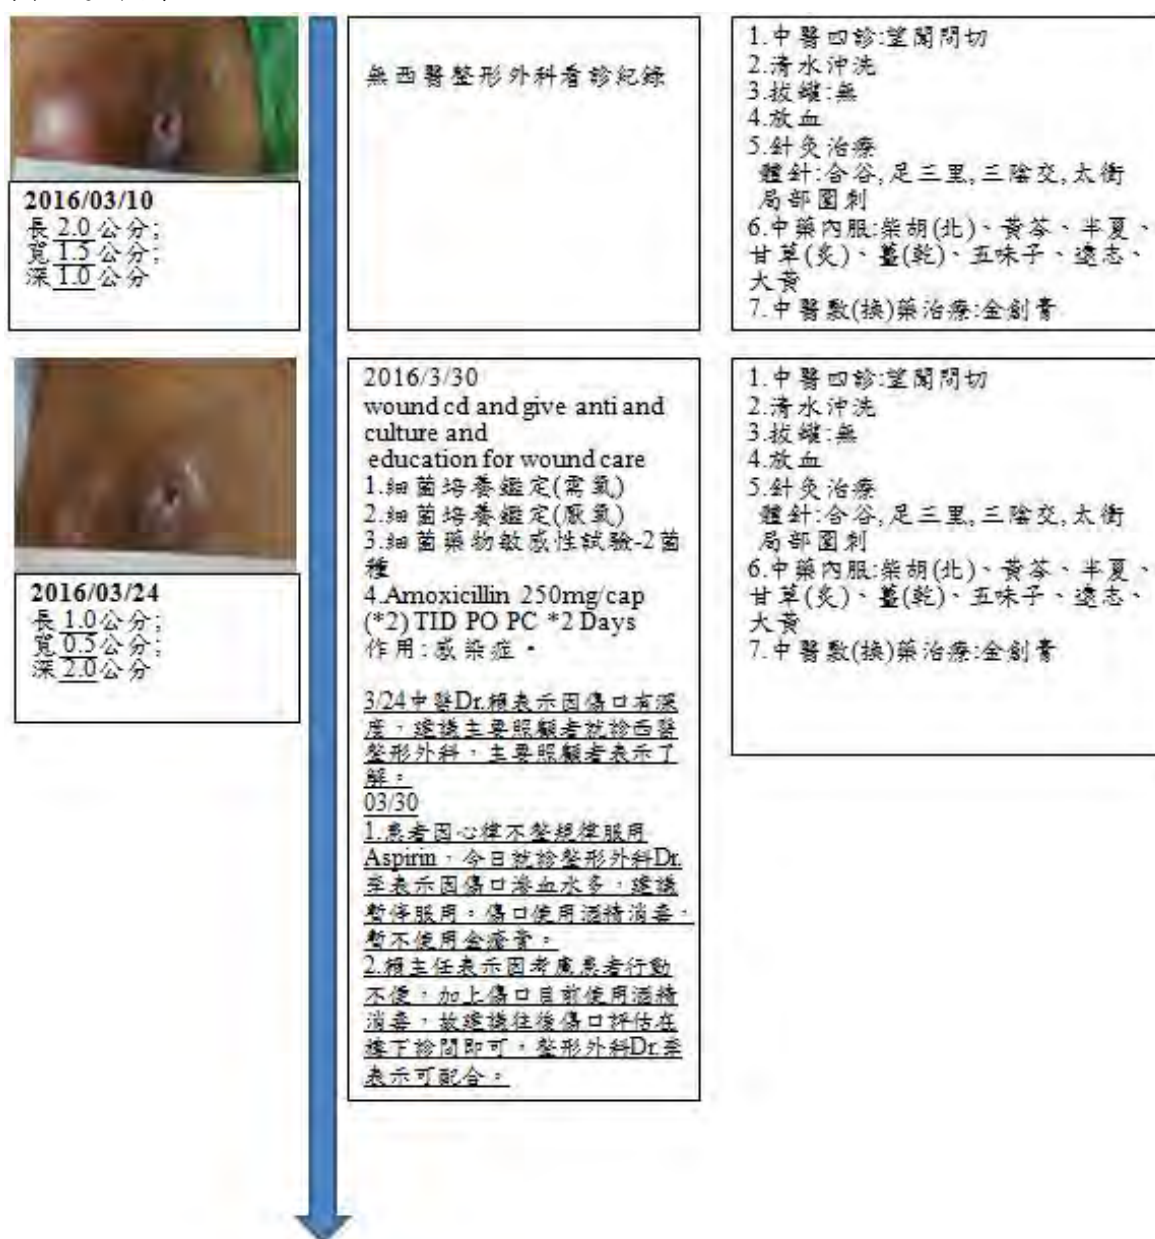 無西醫整形外科看診紀錄
1.中醫四診:望聞問切
2.清水沖洗
3.拔罐:無
4.放血
5.針灸治療
體針:合谷,足三里,三陰交,太衝
局部圍刺
6.中藥內服:柴胡(北)、黃芩、半夏、
甘草(炙)、薑(乾)、五味子、遠志、
大黃
7.中醫敷(換)藥治療:金創膏
2016/03/10
長 2.0 公分;
寬 1.5 公分;
深 1.0 公分
2016/3/30
wound cd and give anti and
culture and
education for wound care
1.細菌培養鑑定(需氧)
2.細菌培養鑑定(厭氧)
3.細菌藥物敏感性試驗-2菌
種
4.Amoxicillin 250mg/cap
(*2) TID PO PC *2 Days
作用:感染症。
3/24中醫Dr.賴表示因傷口有深
度，建議主要照顧者就診西醫
整形外科，主要照顧者表示了
解。
03/30
1.患者因心律不整規律服用
Aspirin，今日就診整形外科Dr.
李表示因傷口滲血水多，建議
暫停服用。傷口使用酒精消毒，
暫不使用金瘡膏。
2.賴主任表示因考慮患者行動
不便，加上傷口目前使用酒精
消毒，故建議往後傷口評估在
樓下診間即可，整形外科Dr.李
表示可配合。
1.中醫四診:望聞問切
2.清水沖洗
3.拔罐:無
4.放血
5.針灸治療
體針:合谷,足三里,三陰交,太衝
局部圍刺
6.中藥內服:柴胡(北)、黃芩、半夏、
甘草(炙)、薑(乾)、五味子、遠志、
大黃
7.中醫敷(換)藥治療:金創膏
2016/03/24
長 1.0公分;
寬 0.5公分;
深 2.0公分